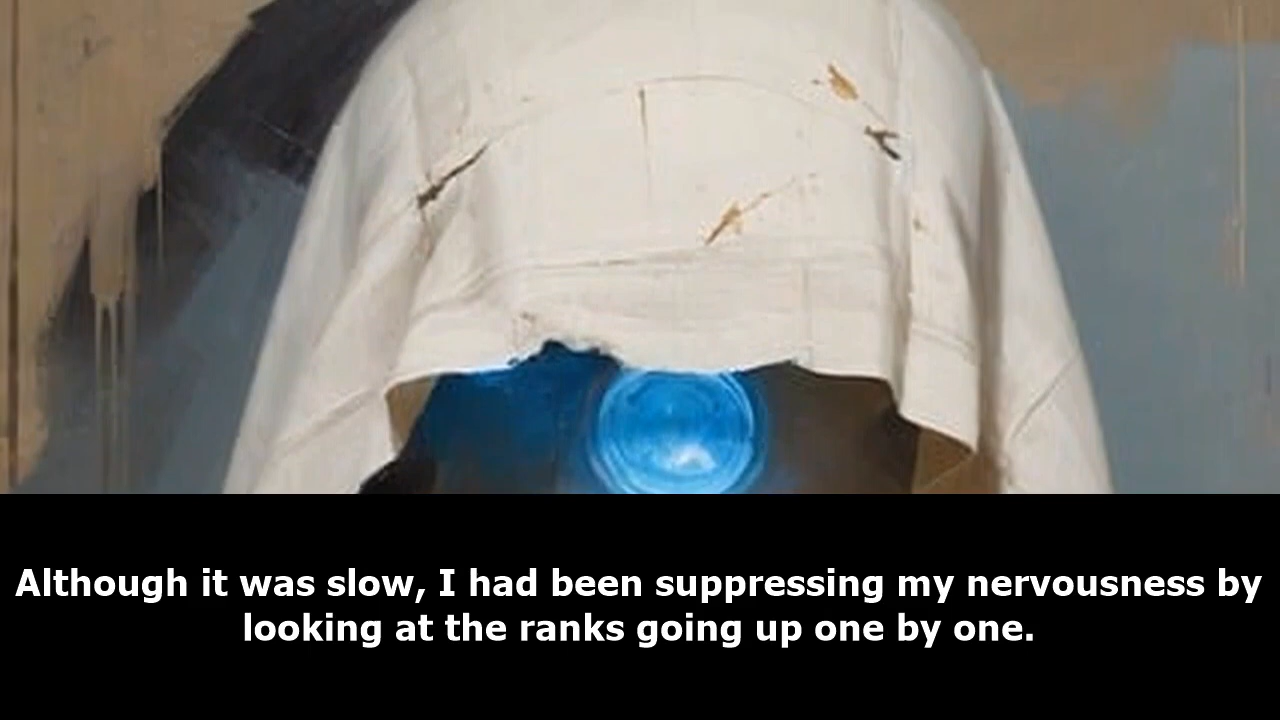 Although it was slow, I had been suppressing my nervousness by
looking at the ranks going up one by one.